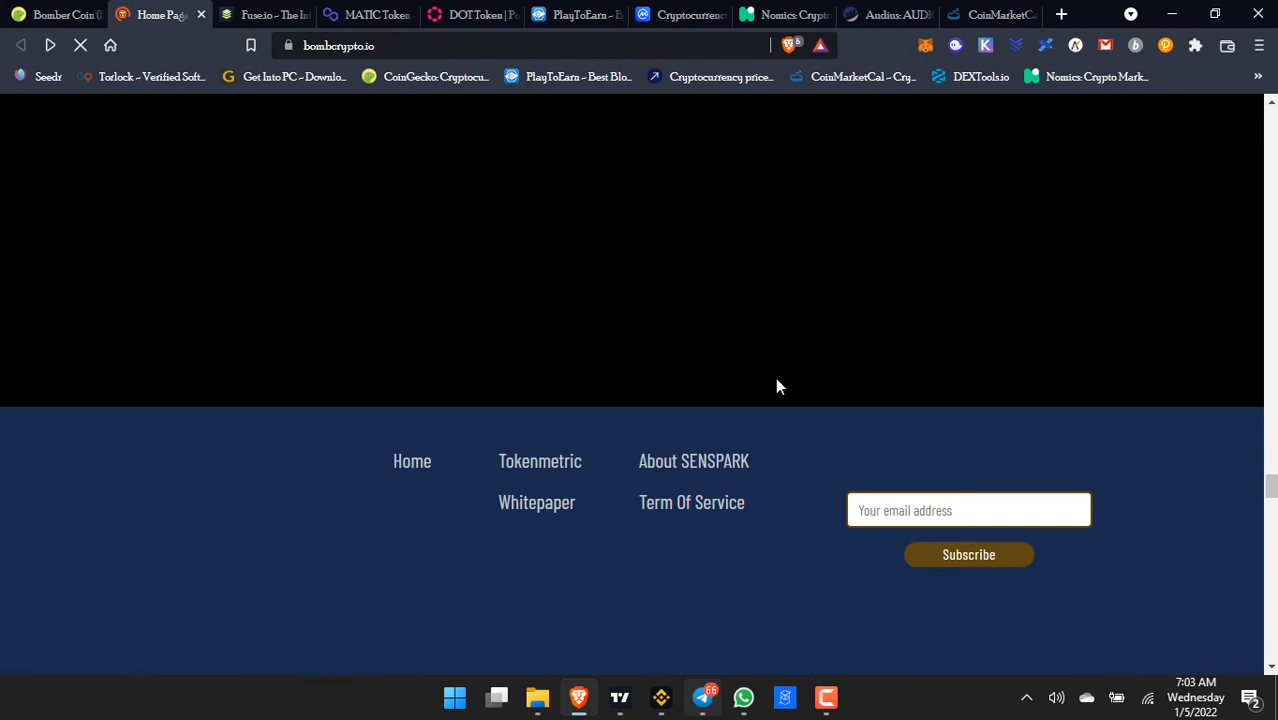 Bomber Coin (
Home Page
Fuse.io ~ The Inf
MATIC Token
DOT Token | Po
PlayToEarn ~ B
Cryptocurrenc
Nomics: Crypto
Audius: AUDI
CoinMarketCa
bombcrypto.io
6
Seedr
Torlock ~ Verified Soft...
Get Into PC ~ Downlo...
CoinGecko: Cryptocu...
PlayToEarn ~ Best Blo...
Cryptocurrency price...
CoinMarketCal ~ Cry...
DEXTools.io
Nomics: Crypto Mark...
»
Home
Tokenmetric
About SENSPARK
Whitepaper
Term Of Service
Your email address
Subscribe
66
7:03 AM
Wednesday
1/5/2022
2